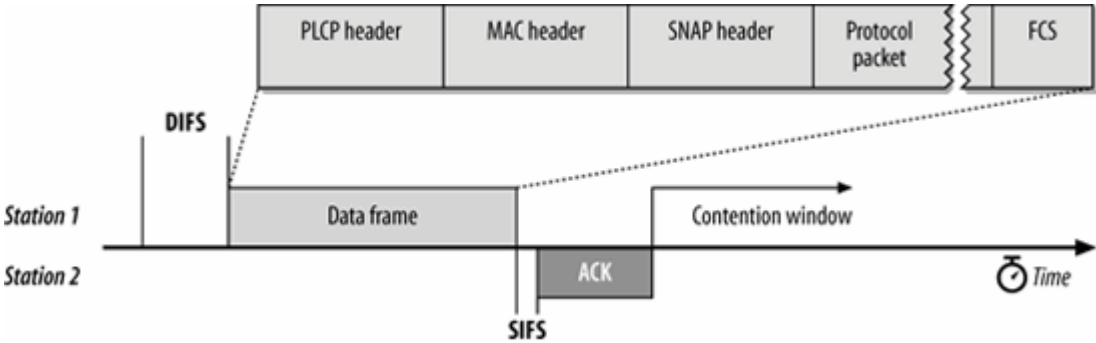 PLCP header
MAC header
SNAP header
Protocol
packet
FCS
DIFS
Station 1
Data frame
Contention window
Station 2
ACK
Time
SIFS